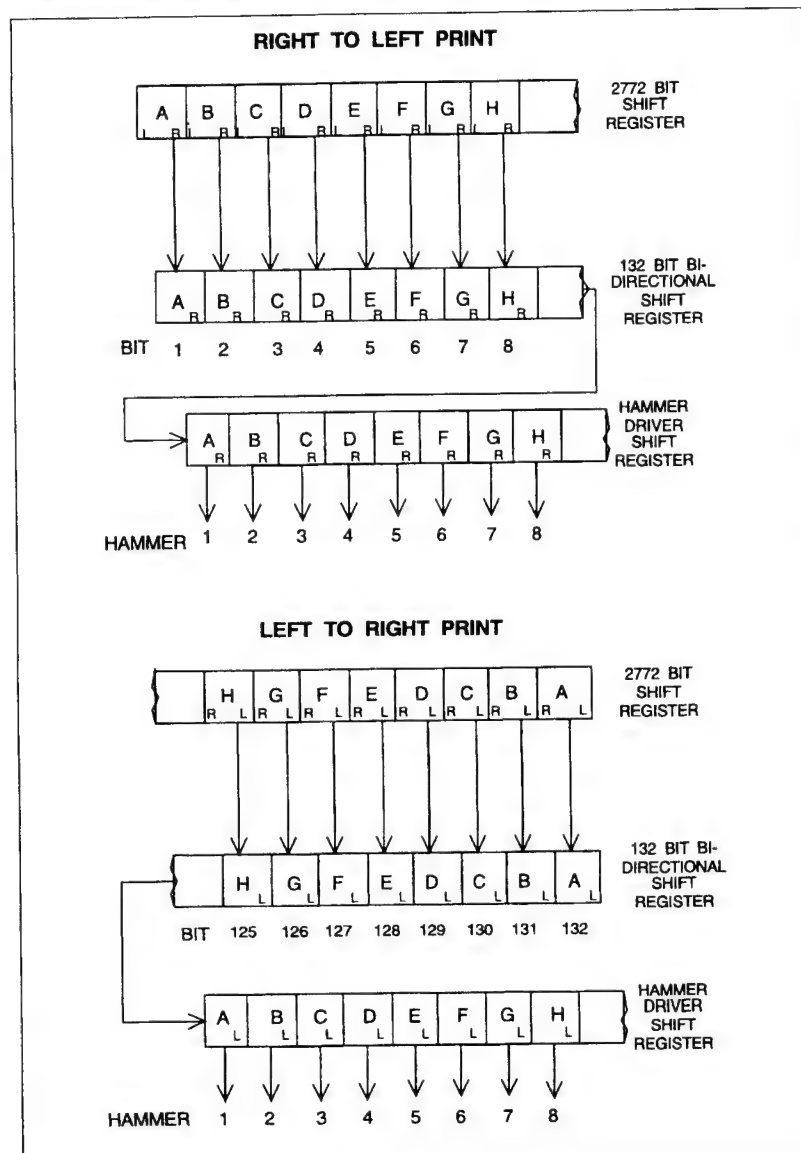 RIGHT TO LEFT PRINT
A B C D E F G H
L R L R L R L R L R L R L R L R
2772 BIT
SHIFT
REGISTER
A B C D E F G H
R R R R R R R R
132 BIT BI-
DIRECTIONAL
SHIFT
REGISTER
BIT 1 2 3 4 5 6 7 8
A B C D E F G H
R R R R R R R R
HAMMER
DRIVER
SHIFT
REGISTER
HAMMER 1 2 3 4 5 6 7 8
LEFT TO RIGHT PRINT
H G F E D C B A
R L R L R L R L R L R L R L R L
2772 BIT
SHIFT
REGISTER
H G F E D C B A
L L L L L L L L
132 BIT BI-
DIRECTIONAL
SHIFT
REGISTER
BIT 125 126 127 128 129 130 131 132
A B C D E F G H
L L L L L L L L
HAMMER
DRIVER
SHIFT
REGISTER
HAMMER 1 2 3 4 5 6 7 8